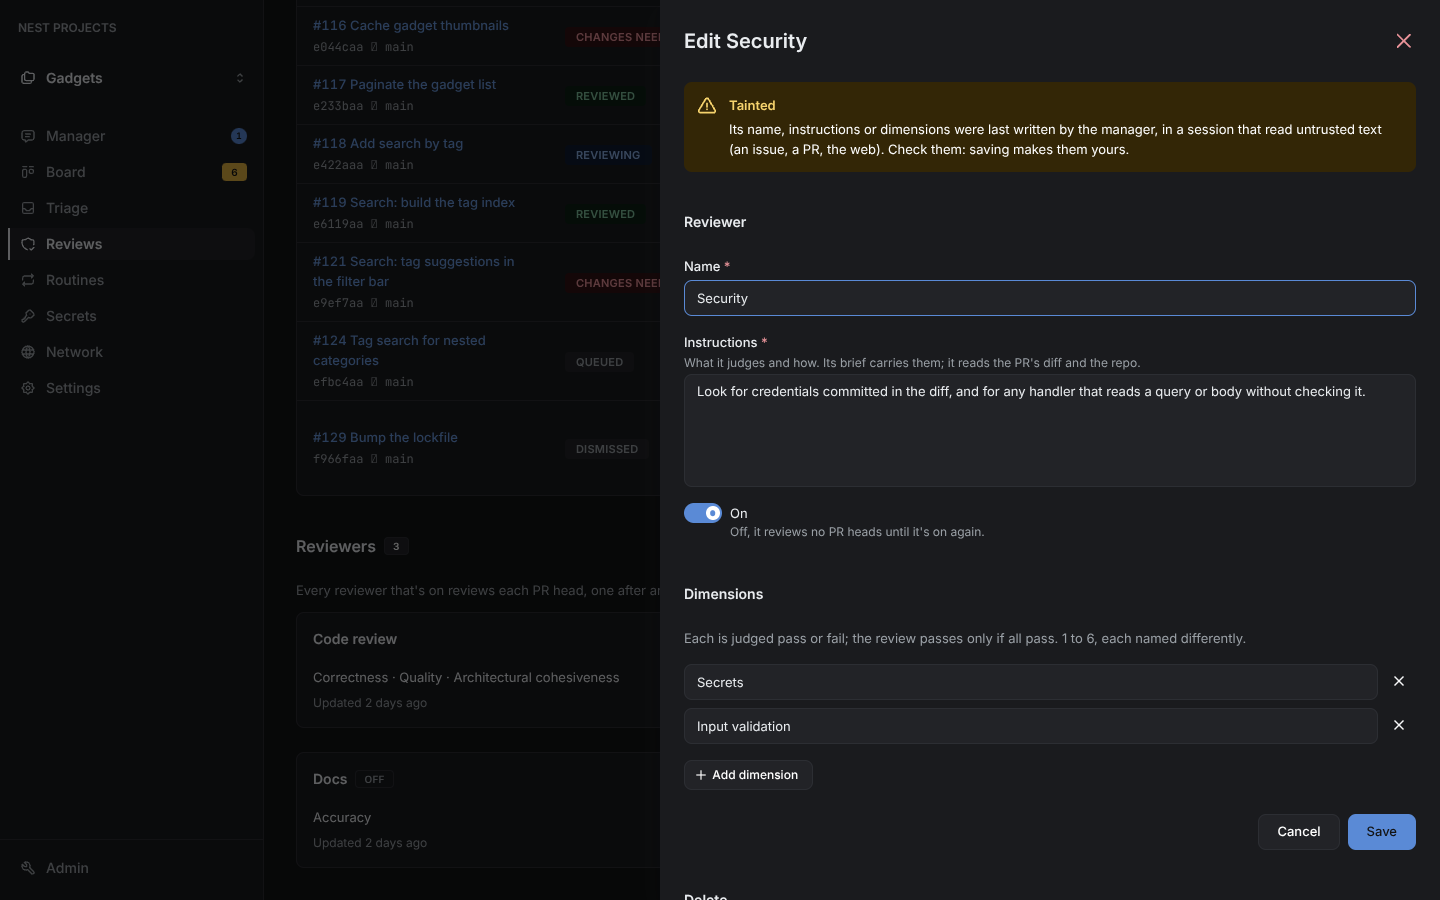 NEST PROJECTS
Gadgets
Manager
1
Board
6
Triage
Reviews
Routines
Secrets
Network
Settings
Admin
#116 Cache gadget thumbnails
e044caa main
CHANGES NEE
#117 Paginate the gadget list
e233baa main
REVIEWED
#118 Add search by tag
e422aaa main
REVIEWING
#119 Search: build the tag index
e6119aa main
REVIEWED
#121 Search: tag suggestions in
the filter bar
e9ef7aa main
CHANGES NEE
#124 Tag search for nested
categories
efbc4aa main
QUEUED
#129 Bump the lockfile
f966faa main
DISMISSED
Reviewers 3
Every reviewer that's on reviews each PR head, one after
Code review
Correctness · Quality · Architectural cohesiveness
Updated 2 days ago
Docs OFF
Accuracy
Updated 2 days ago
Edit Security
Tainted
Its name, instructions or dimensions were last written by the manager, in a session that read untrusted text
(an issue, a PR, the web). Check them: saving makes them yours.
Reviewer
Name *
Security
Instructions *
What it judges and how. Its brief carries them; it reads the PR's diff and the repo.
Look for credentials committed in the diff, and for any handler that reads a query or body without checking it.
On
Off, it reviews no PR heads until it's on again.
Dimensions
Each is judged pass or fail; the review passes only if all pass. 1 to 6, each named differently.
Secrets
Input validation
Add dimension
Cancel
Save
Delete